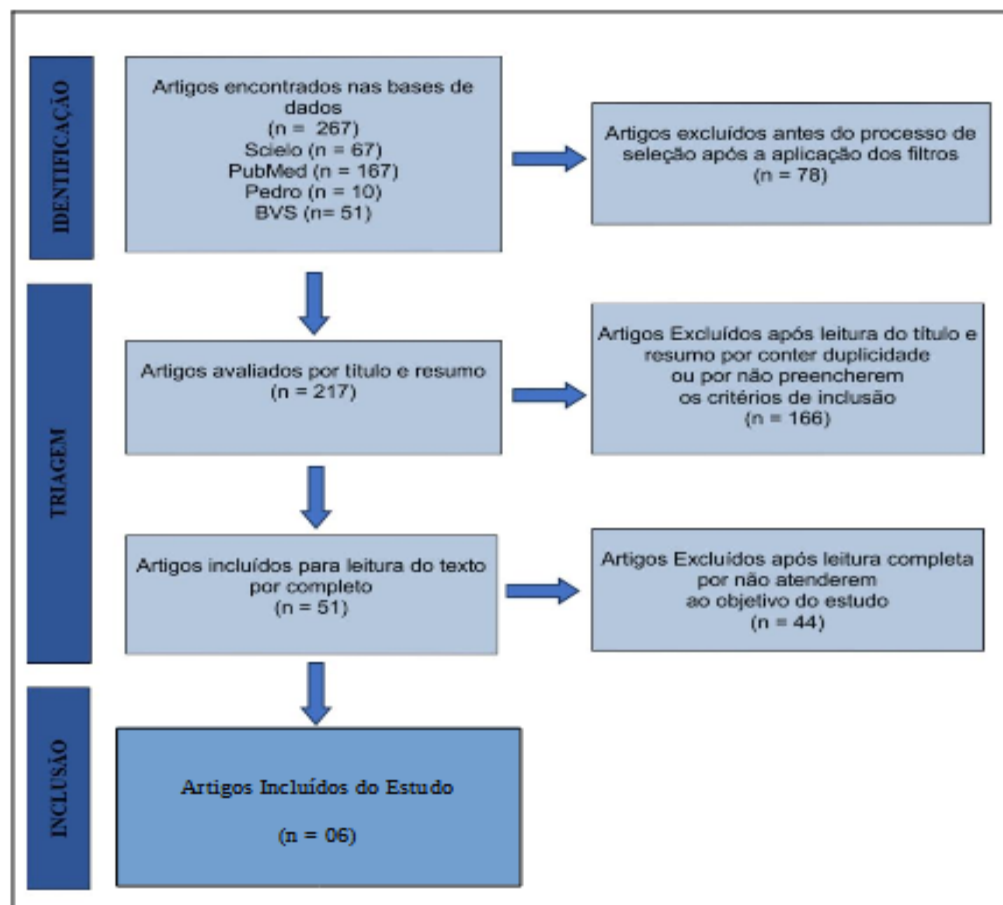 IDENTIFICAÇÃO
Artigos encontrados nas bases de
dados
(n = 267)
Scielo (n = 67)
PubMed (n = 167)
Pedro (n = 10)
BVS (n= 51)
Artigos excluídos antes do processo de
seleção após a aplicação dos filtros
(n = 78)
TRIAGEM
Artigos avaliados por título e resumo
(n = 217)
Artigos Excluídos após leitura do título e
resumo por conter duplicidade
ou por não preencherem
os critérios de inclusão
(n = 166)
Artigos incluídos para leitura do texto
por completo
(n = 51)
Artigos Excluídos após leitura completa
por não atenderem
ao objetivo do estudo
(n = 44)
INCLUSÃO
Artigos Incluídos do Estudo
(n = 06)